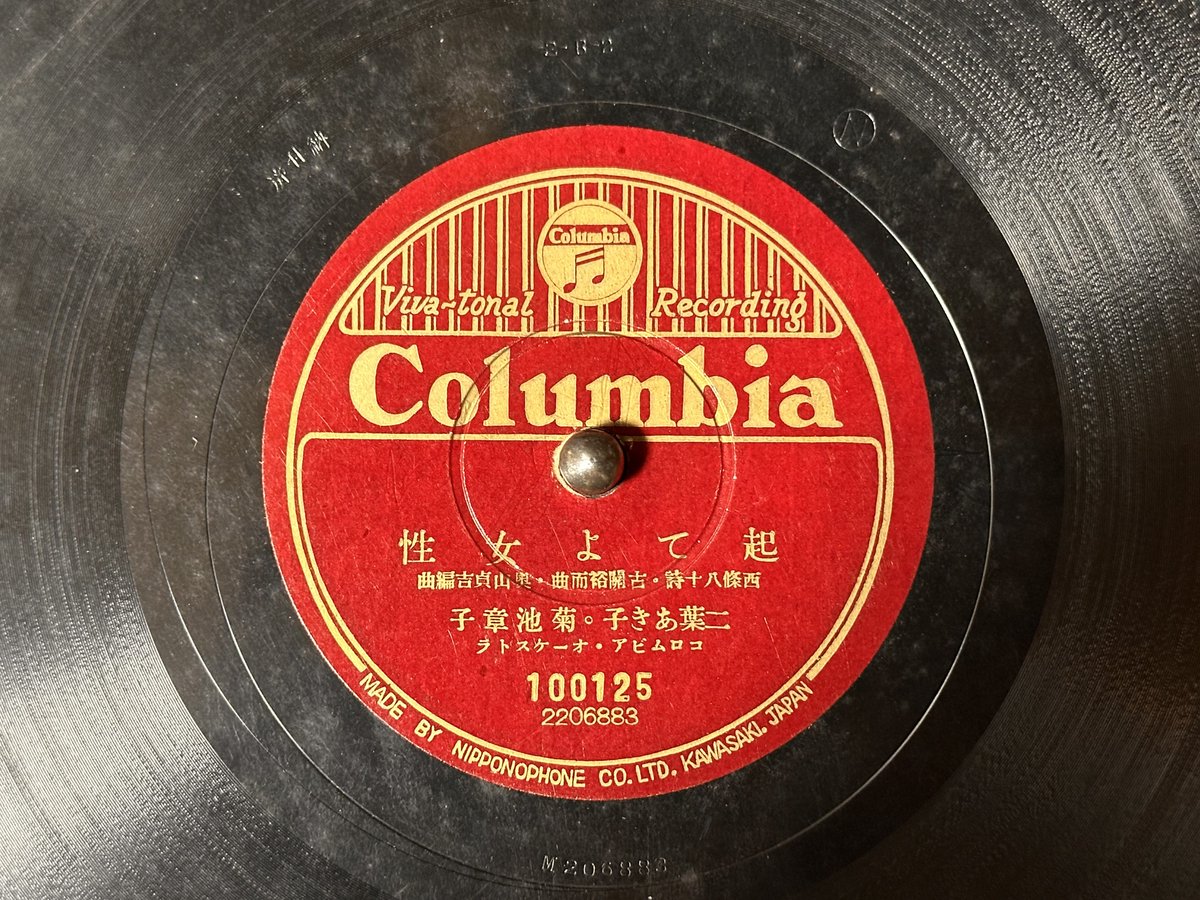 N
Columbia
Viva-tonal Recording
Columbia
起てよ女性
西條八十詩・古關裕而曲・奥山貞吉編曲
二葉あき子。菊池章子
コロムビア・オーケストラ
100125
2206883
MADE BY NIPPONOPHONE CO. LTD. KAWASAKI. JAPAN
M206883